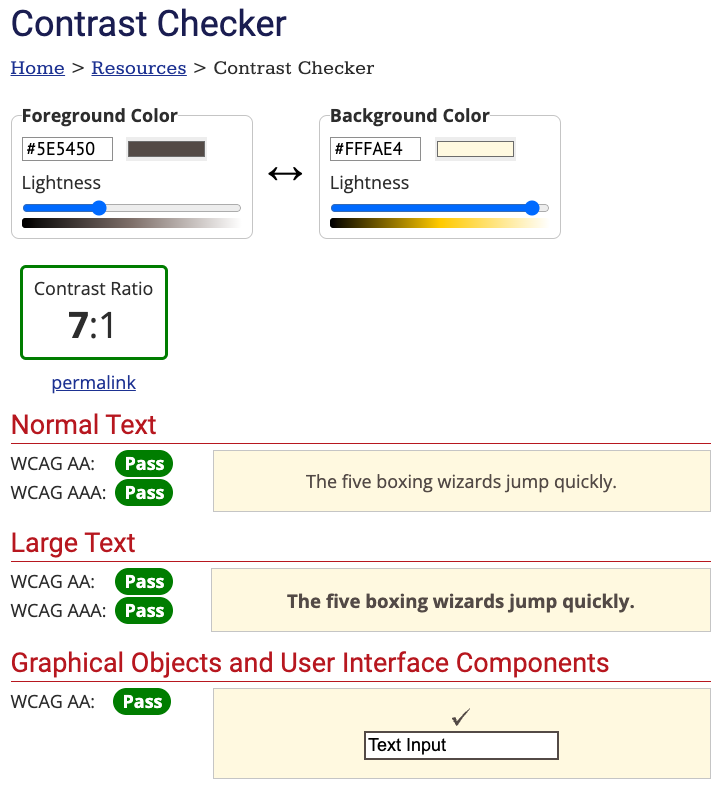 Contrast Checker
Home > Resources > Contrast Checker
Foreground Color
#5E5450
Lightness
Background Color
#FFFAE4
Lightness
Contrast Ratio
7:1
permalink
Normal Text
WCAG AA: Pass
WCAG AAA: Pass
The five boxing wizards jump quickly.
Large Text
WCAG AA: Pass
WCAG AAA: Pass
The five boxing wizards jump quickly.
Graphical Objects and User Interface Components
WCAG AA: Pass
Text Input